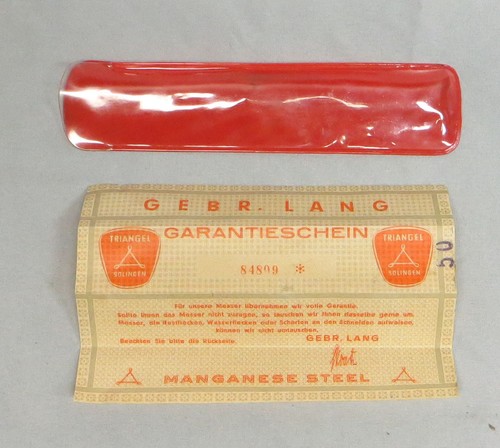 GEBR. LANG
GARANTIESCHEIN
TRIANGEL
SOLINGEN
TRIANGEL
SOLINGEN
84809 *
50
Für unsere Messer übernehmen wir volle Garantie.
Sollte Ihnen das Messer nicht zusagen, so tauschen wir Ihnen dasselbe gerne um.
Messer, die Rostflecken, Wasserflecken oder Scharten an den Schneiden aufweisen,
können wir nicht umtauschen.
Beachten Sie bitte die Rückseite.
GEBR. LANG
MANGANESE STEEL